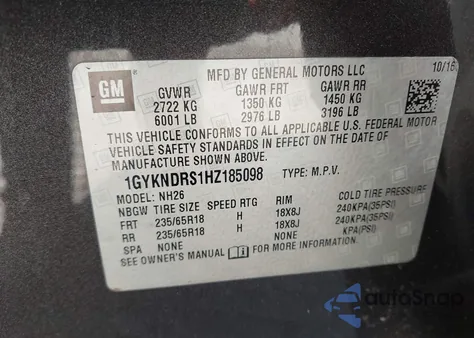 GM
MFD BY GENERAL MOTORS LLC
10/16
GVWR GAWR FRT GAWR RR
2722 KG 1350 KG 1450 KG
6001 LB 2976 LB 3196 LB
THIS VEHICLE CONFORMS TO ALL APPLICABLE U.S. FEDERAL MOTOR
VEHICLE SAFETY STANDARDS IN EFFECT ON THE DATE OF
MANUFACTURE SHOWN ABOVE.
1GYKNDRS1HZ185098 TYPE: M.P.V.
MODEL: NH26
NBGW TIRE SIZE SPEED RTG RIM COLD TIRE PRESSURE
FRT 235/65R18 H 18X8J 240KPA(35PSI)
RR 235/65R18 H 18X8J 240KPA(35PSI)
SPA NONE NONE KPA(PSI)
SEE OWNER'S MANUAL FOR ADDITIONAL INFORMATION.
autoSnap